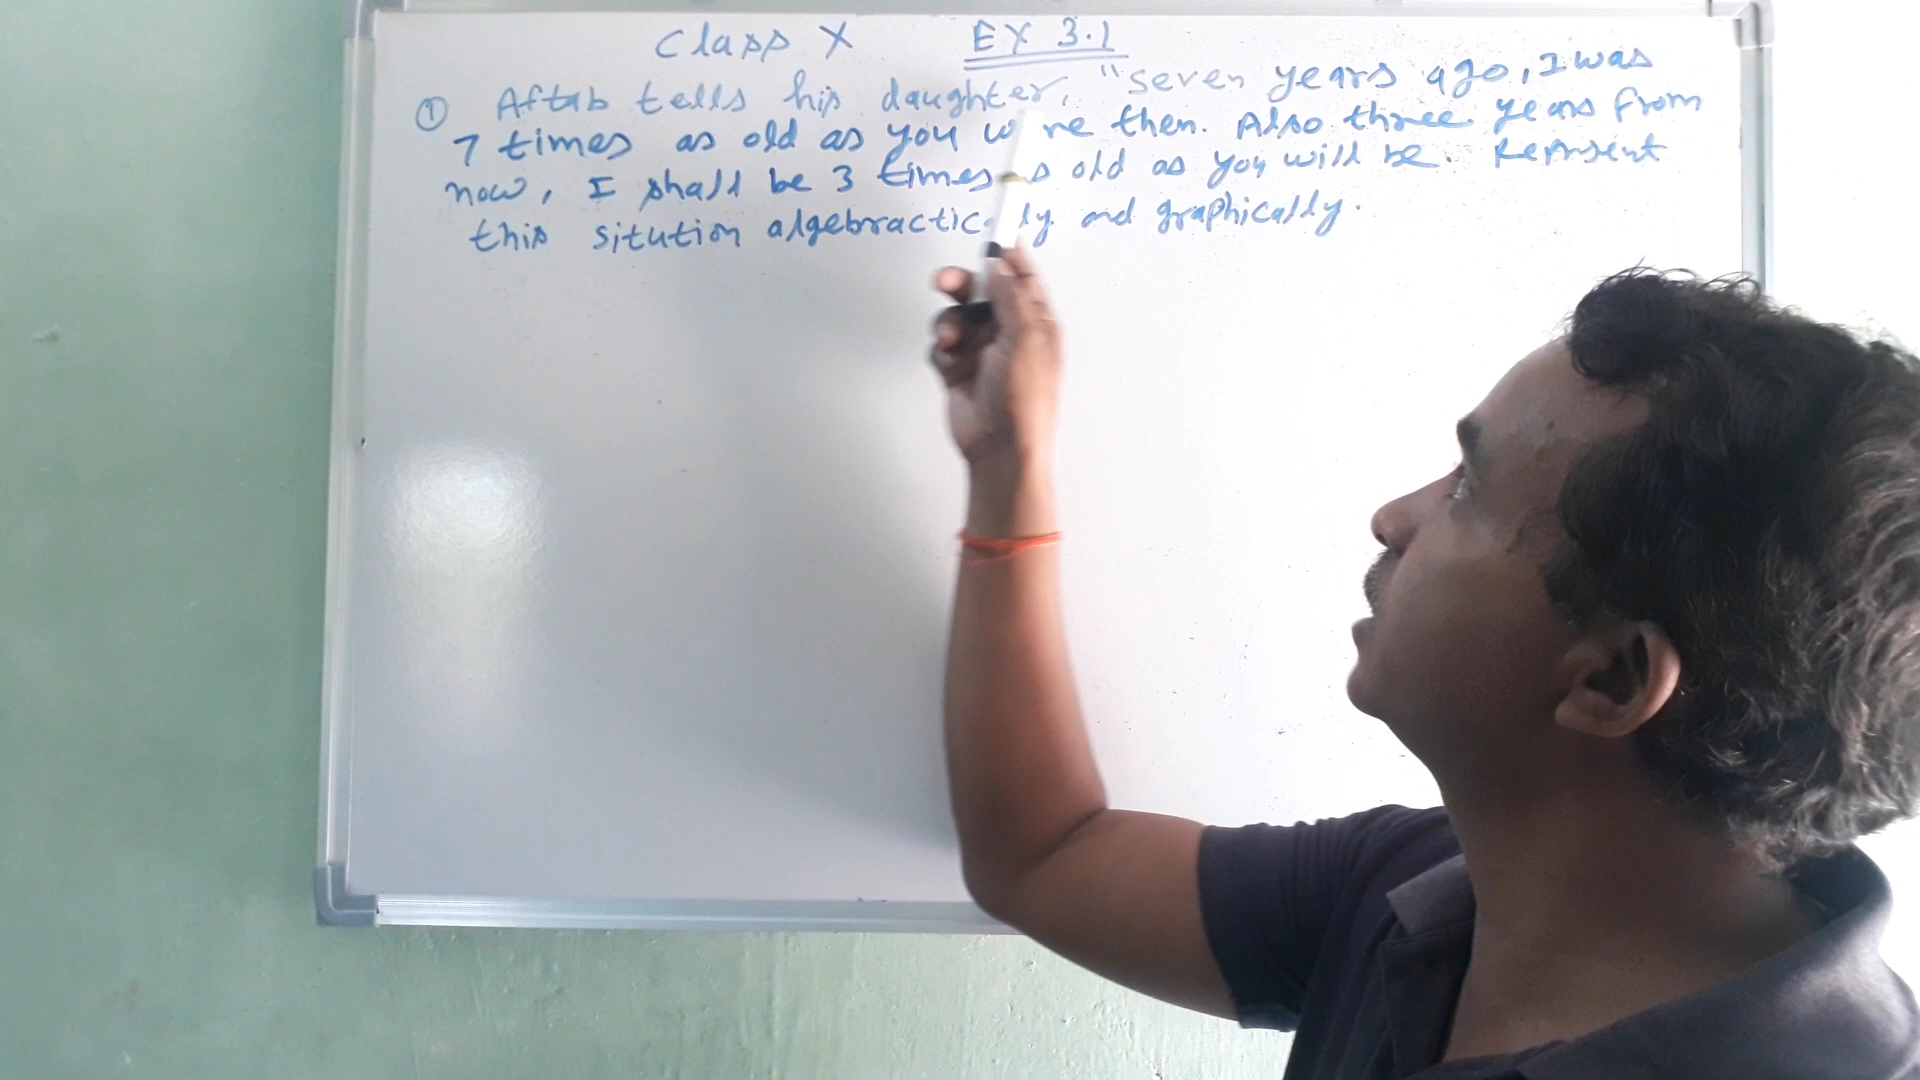 Class X EX 3.1
① Aftab tells his daughter, "seven years ago, I was
7 times as old as you were then. Also three years from
now, I shall be 3 times as old as you will be. Reprsent
this sitution algebractically and graphically.